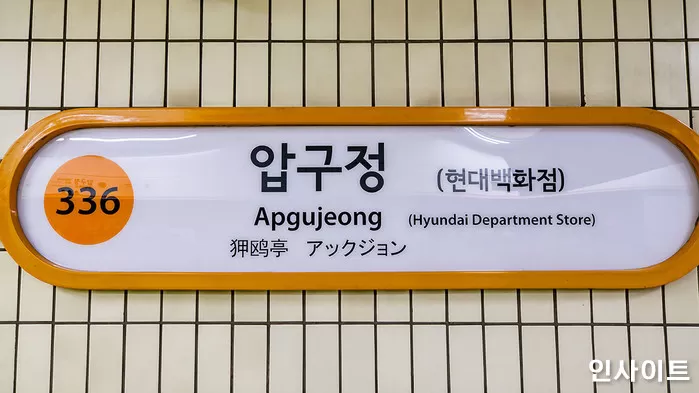 336
압구정 (현대백화점)
Apgujeong (Hyundai Department Store)
狎鸥亭 アックジョン
인사이트